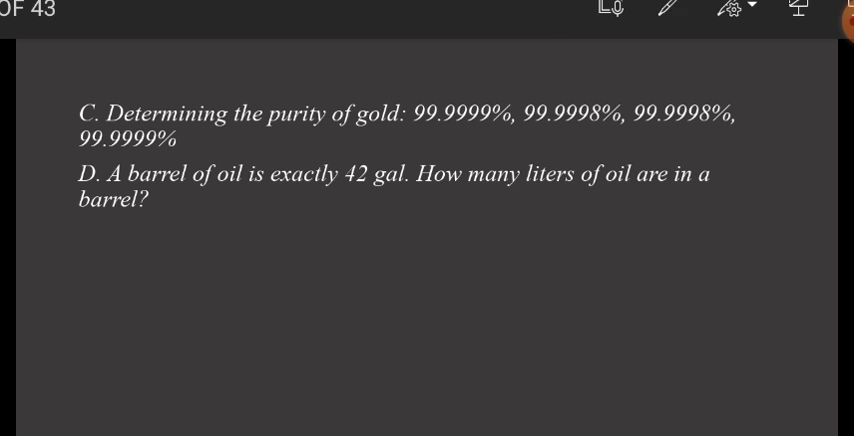 OF 43
C. Determining the purity of gold: 99.9999%, 99.9998%, 99.9998%,
99.9999%
D. A barrel of oil is exactly 42 gal. How many liters of oil are in a
barrel?